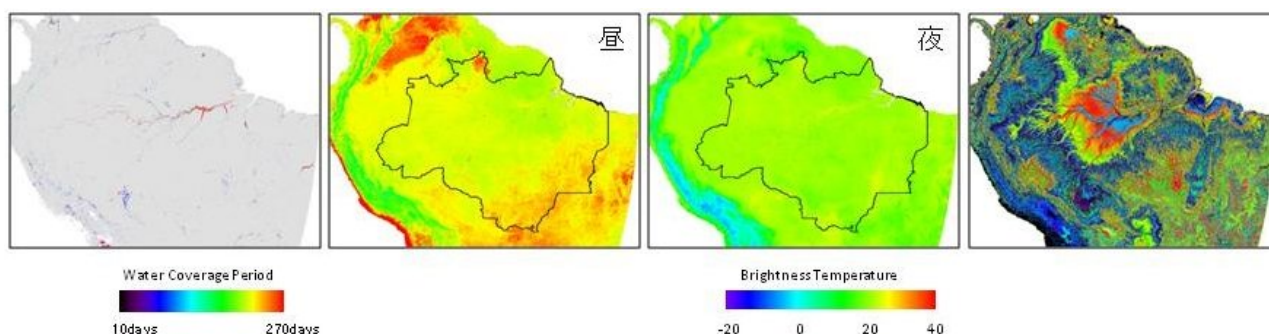 昼
夜
Water Coverage Period
10days
270days
Brightness Temperature
-20
0
20
40